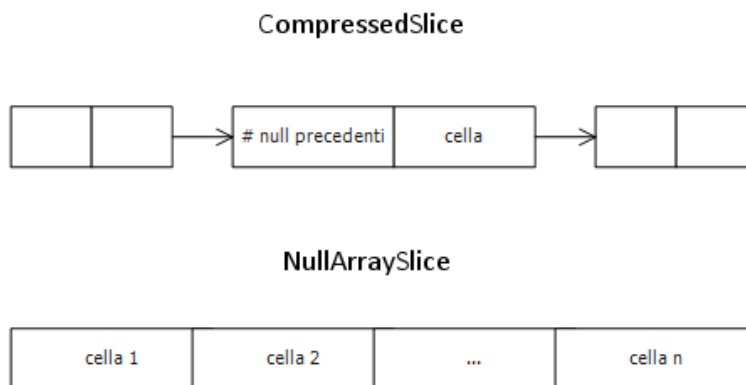 CompressedSlice
# null precedenti cella
NullArraySlice
cella 1 cella 2 ... cella n